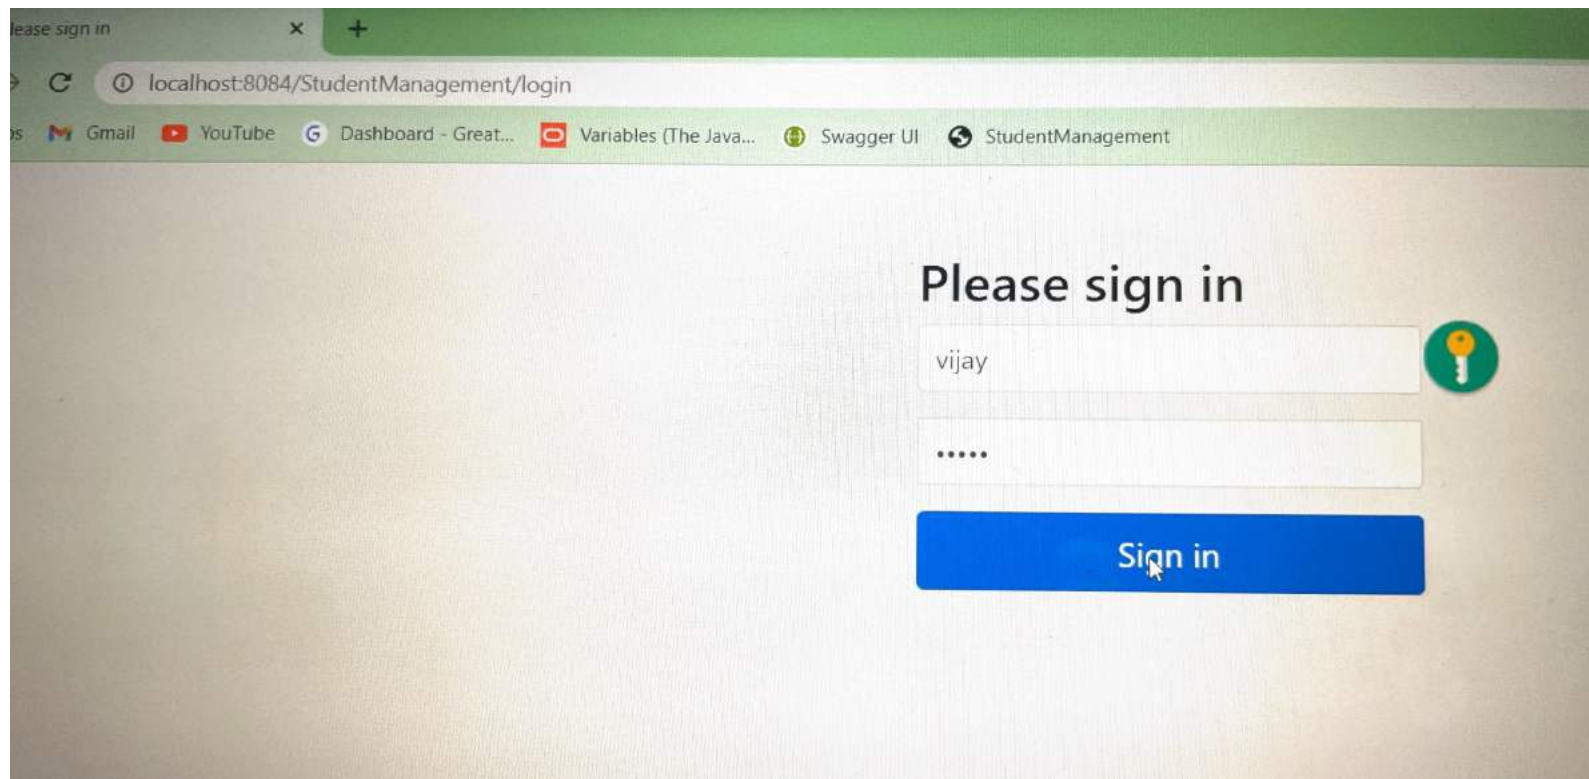 lease sign in
localhost:8084/StudentManagement/login
Gmail YouTube Dashboard - Great... Variables (The Java... Swagger UI StudentManagement
Please sign in
vijay
•••••
Sign in